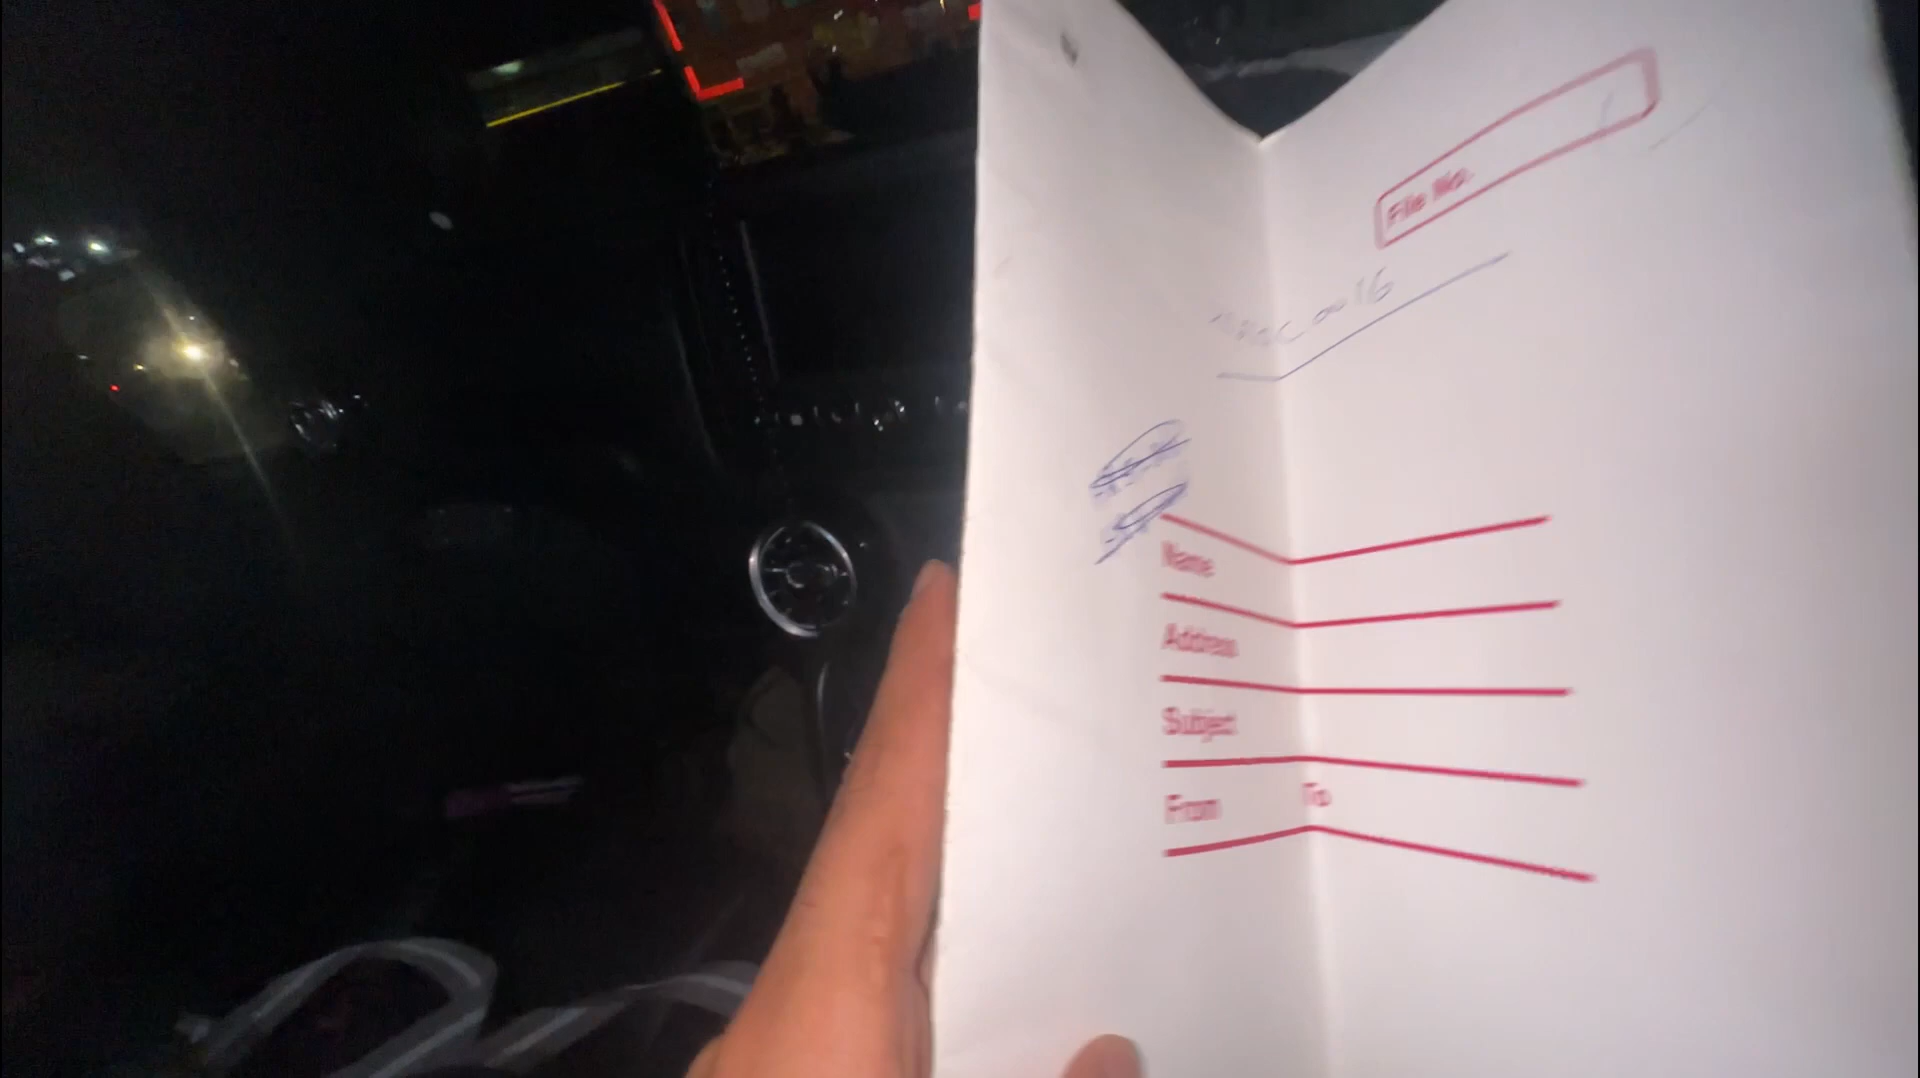 File No.
Name
Address
Subject
From To